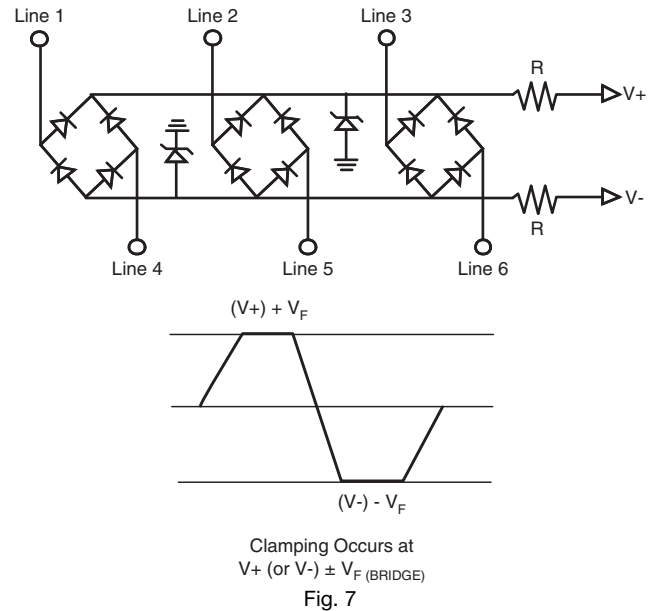 Line 1
Line 2
Line 3
R
V+
V-
R
Line 4
Line 5
Line 6
(V+) + VF
(V-) - VF
Clamping Occurs at
V+ (or V-) ± VF (BRIDGE)
Fig. 7